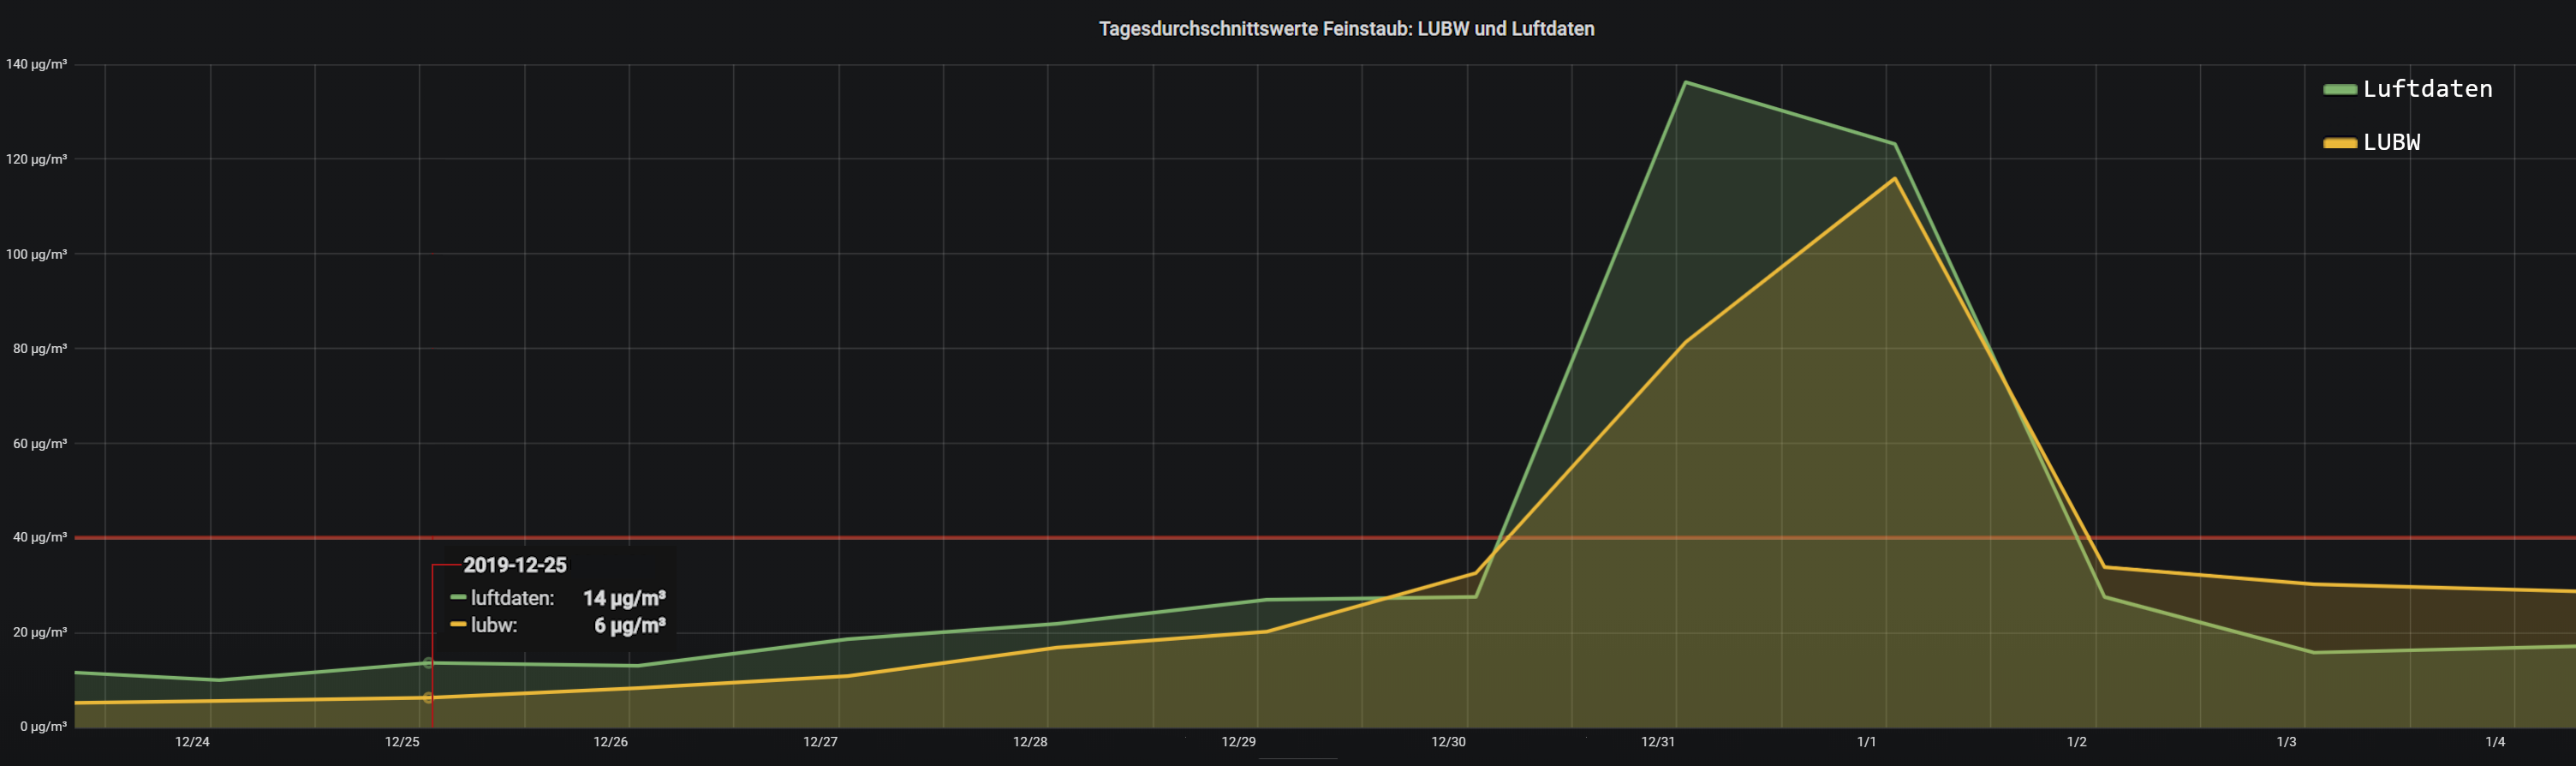 Tagesdurchschnittswerte Feinstaub: LUBW und Luftdaten
140 µg/m³
Luftdaten
LUBW
120 µg/m³
100 µg/m³
80 µg/m³
60 µg/m³
40 µg/m³
2019-12-25
luftdaten: 14 µg/m³
lubw: 6 µg/m³
20 µg/m³
0 µg/m³
12/24 12/25 12/26 12/27 12/28 12/29 12/30 12/31 1/1 1/2 1/3 1/4